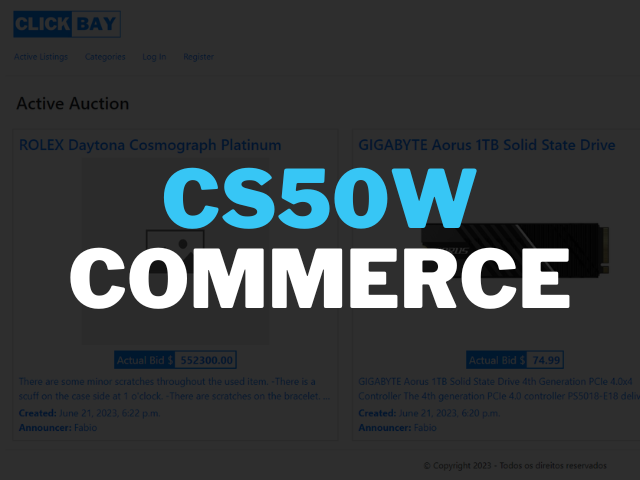 CLICK BAY
Active Listings Categories Log In Register
Active Auction
ROLEX Daytona Cosmograph Platinum
GIGABYTE Aorus 1TB Solid State Drive
CS50W
COMMERCE
Actual Bid $ 552300.00
Actual Bid $ 74.99
There are some minor scratches throughout the used item. -There is a
scuff on the case side at 1 o'clock. -There are scratches on the bracelet. ...
Created: June 21, 2023, 6:22 p.m.
Announcer: Fabio
GIGABYTE Aorus 1TB Solid State Drive 4th Generation PCIe 4.0x4
Controller The 4th generation PCIe 4.0 controller PS5018-E18 deliv
Created: June 21, 2023, 6:20 p.m.
Announcer: Fabio
© Copyright 2023 - Todos os direitos reservados